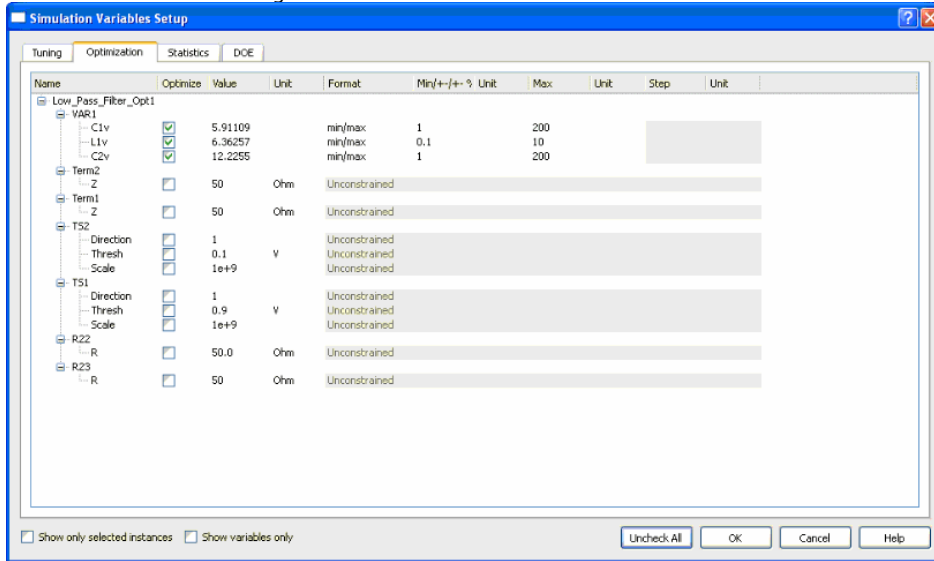 Simulation Variables Setup
Tuning Optimization Statistics DOE
Name Optimize Value Unit Format Min/+-/+- % Unit Max Unit Step Unit
Low_Pass_Filter_Opt1
VAR1
C1v 5.91109 min/max 1 200
L1v 6.36257 min/max 0.1 10
C2v 12.2255 min/max 1 200
Term2
Z 50 Ohm Unconstrained
Term1
Z 50 Ohm Unconstrained
TS2
Direction 1 Unconstrained
Thresh 0.1 V Unconstrained
Scale 1e+9 Unconstrained
TS1
Direction 1 Unconstrained
Thresh 0.9 V Unconstrained
Scale 1e+9 Unconstrained
R22
R 50.0 Ohm Unconstrained
R23
R 50 Ohm Unconstrained
Show only selected instances Show variables only Uncheck All OK Cancel Help